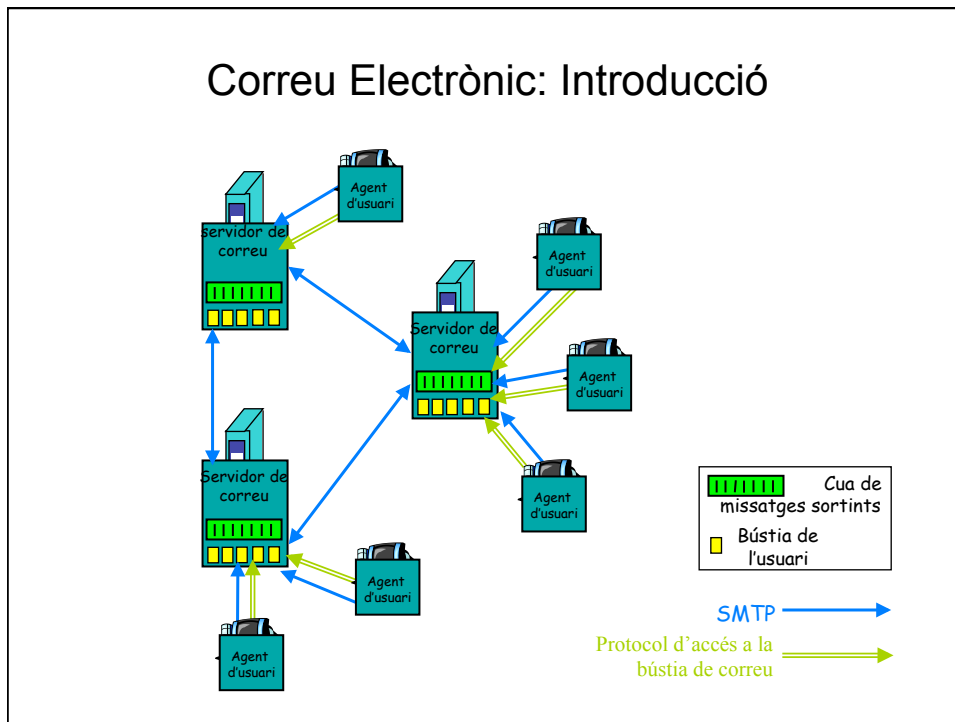 Correu Electrònic: Introducció
Agent
d'usuari
servidor de
correu
Agent
d'usuari
Servidor de
correu
Agent
d'usuari
Servidor de
correu
Agent
d'usuari
Agent
d'usuari
Agent
d'usuari
Cua de
missatges sortints
Bústia de
l'usuari
SMTP
Protocol d'accés a la
bústia de correu